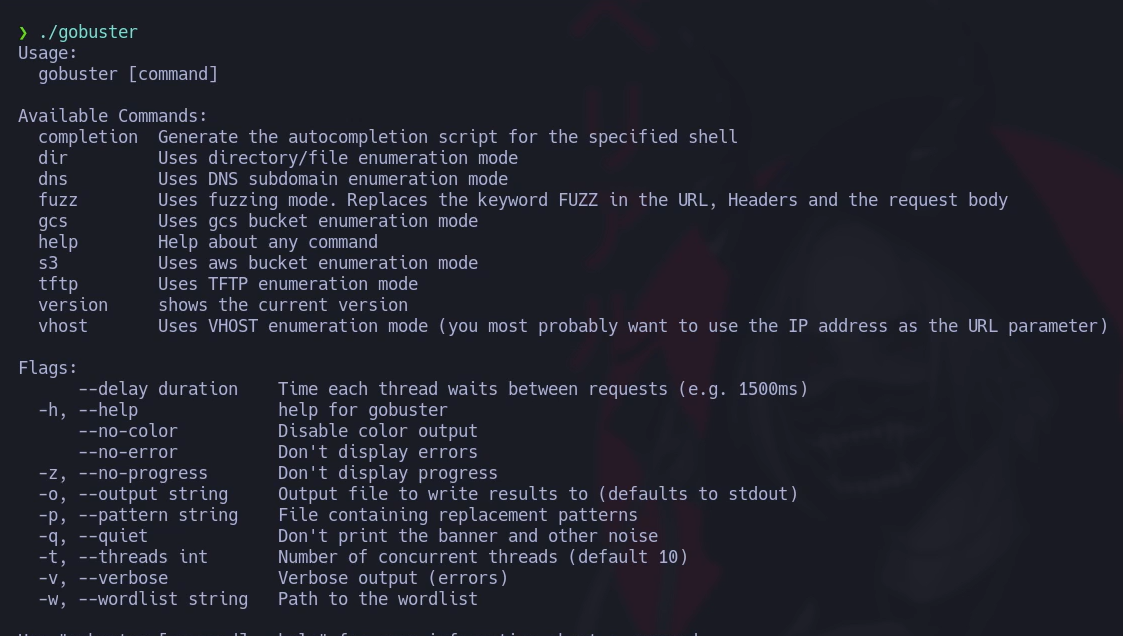 ❯ ./gobuster
Usage:
  gobuster [command]

Available Commands:
  completion  Generate the autocompletion script for the specified shell
  dir         Uses directory/file enumeration mode
  dns         Uses DNS subdomain enumeration mode
  fuzz        Uses fuzzing mode. Replaces the keyword FUZZ in the URL, Headers and the request body
  gcs         Uses gcs bucket enumeration mode
  help        Help about any command
  s3          Uses aws bucket enumeration mode
  tftp        Uses TFTP enumeration mode
  version     shows the current version
  vhost       Uses VHOST enumeration mode (you most probably want to use the IP address as the URL parameter)

Flags:
      --delay duration    Time each thread waits between requests (e.g. 1500ms)
  -h, --help              help for gobuster
      --no-color          Disable color output
      --no-error          Don't display errors
  -z, --no-progress       Don't display progress
  -o, --output string     Output file to write results to (defaults to stdout)
  -p, --pattern string    File containing replacement patterns
  -q, --quiet             Don't print the banner and other noise
  -t, --threads int       Number of concurrent threads (default 10)
  -v, --verbose           Verbose output (errors)
  -w, --wordlist string   Path to the wordlist